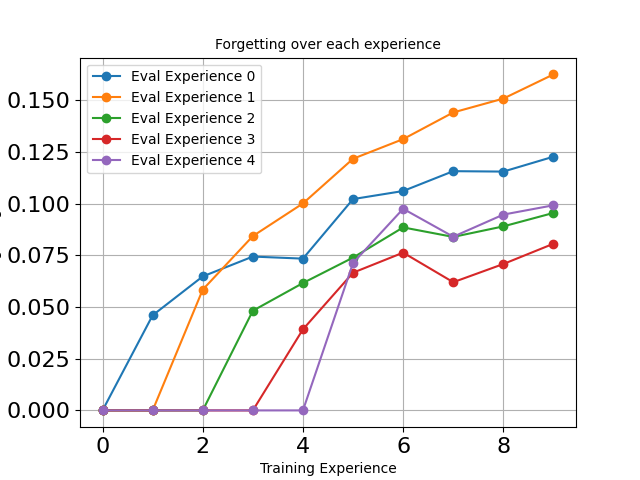 Forgetting over each experience
Eval Experience 0
Eval Experience 1
Eval Experience 2
Eval Experience 3
Eval Experience 4
0.150
0.125
0.100
0.075
0.050
0.025
0.000
0 2 4 6 8
Training Experience